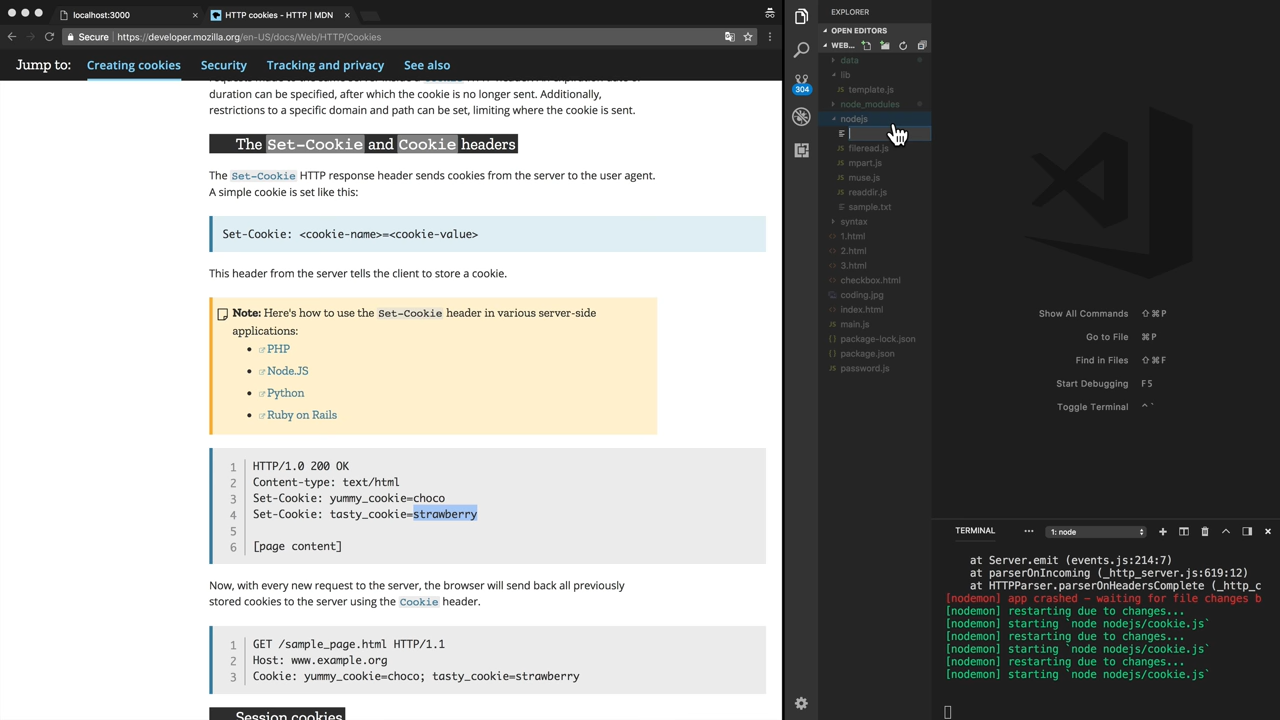 localhost:3000
HTTP cookies - HTTP | MDN
Secure
https://developer.mozilla.org/en-US/docs/Web/HTTP/Cookies
Jump to:
Creating cookies
Security
Tracking and privacy
See also
duration can be specified, after which the cookie is no longer sent. Additionally,
restrictions to a specific domain and path can be set, limiting where the cookie is sent.
The Set-Cookie and Cookie headers
The Set-Cookie HTTP response header sends cookies from the server to the user agent.
A simple cookie is set like this:
Set-Cookie: <cookie-name>=<cookie-value>
This header from the server tells the client to store a cookie.
Note: Here's how to use the Set-Cookie header in various server-side
applications:
PHP
Node.JS
Python
Ruby on Rails
1 HTTP/1.0 200 OK
2 Content-type: text/html
3 Set-Cookie: yummy_cookie=choco
4 Set-Cookie: tasty_cookie=strawberry
5
6 [page content]
Now, with every new request to the server, the browser will send back all previously
stored cookies to the server using the Cookie header.
1 GET /sample_page.html HTTP/1.1
2 Host: www.example.org
3 Cookie: yummy_cookie=choco; tasty_cookie=strawberry
Session cookies
304
EXPLORER
OPEN EDITORS
WEB...
data
lib
JS template.js
node_modules
nodejs
JS fileread.js
JS mpart.js
JS muse.js
JS readdir.js
sample.txt
syntax
<> 1.html
<> 2.html
<> 3.html
<> checkbox.html
coding.jpg
<> index.html
JS main.js
{ } package-lock.json
{ } package.json
JS password.js
Show All Commands ⇧⌘P
Go to File ⌘P
Find in Files ⇧⌘F
Start Debugging F5
Toggle Terminal ⌃`
TERMINAL
···
1: node
at Server.emit (events.js:214:7)
at parserOnIncoming (_http_server.js:619:12)
at HTTPParser.parserOnHeadersComplete (_http_c
[nodemon] app crashed – waiting for file changes b
[nodemon] restarting due to changes...
[nodemon] starting `node nodejs/cookie.js`
[nodemon] restarting due to changes...
[nodemon] starting `node nodejs/cookie.js`
[nodemon] restarting due to changes...
[nodemon] starting `node nodejs/cookie.js`